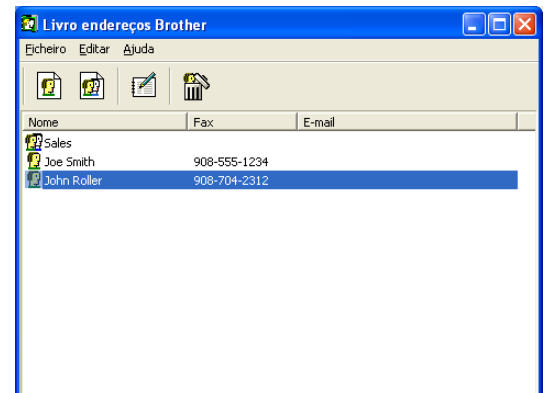 Livro endereços Brother
Ficheiro Editar Ajuda
Nome Fax E-mail
Sales
Joe Smith 908-555-1234
John Roller 908-704-2312